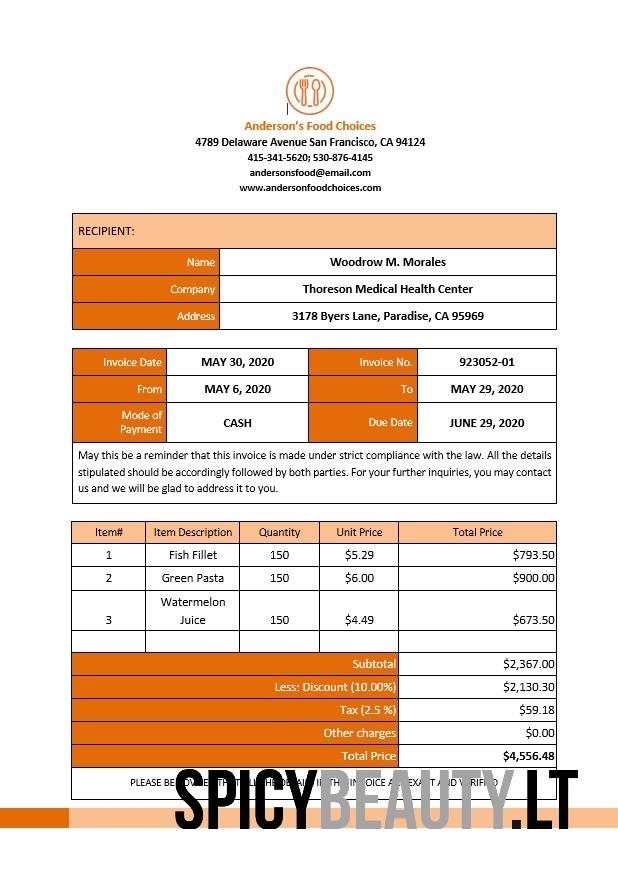 Anderson's Food Choices
4789 Delaware Avenue San Francisco, CA 94124
415-341-5620; 530-876-4145
andersonsfood@email.com
www.andersonfoodchoices.com
RECIPIENT:
Name Woodrow M. Morales
Company Thoreson Medical Health Center
Address 3178 Byers Lane, Paradise, CA 95969
Invoice Date MAY 30, 2020 Invoice No. 923052-01
From MAY 6, 2020 To MAY 29, 2020
Mode of Payment CASH Due Date JUNE 29, 2020
May this be a reminder that this invoice is made under strict compliance with the law. All the details
stipulated should be accordingly followed by both parties. For your further inquiries, you may contact
us and we will be glad to address it to you.
Item# Item Description Quantity Unit Price Total Price
1 Fish Fillet 150 $5.29 $793.50
2 Green Pasta 150 $6.00 $900.00
3 Watermelon Juice 150 $4.49 $673.50
Subtotal $2,367.00
Less: Discount (10.00%) $2,130.30
Tax (2.5 %) $59.18
Other charges $0.00
Total Price $4,556.48
PLEASE BE INVOICE EXACT AND VERIFIED
SPICYBEAUTY.LT